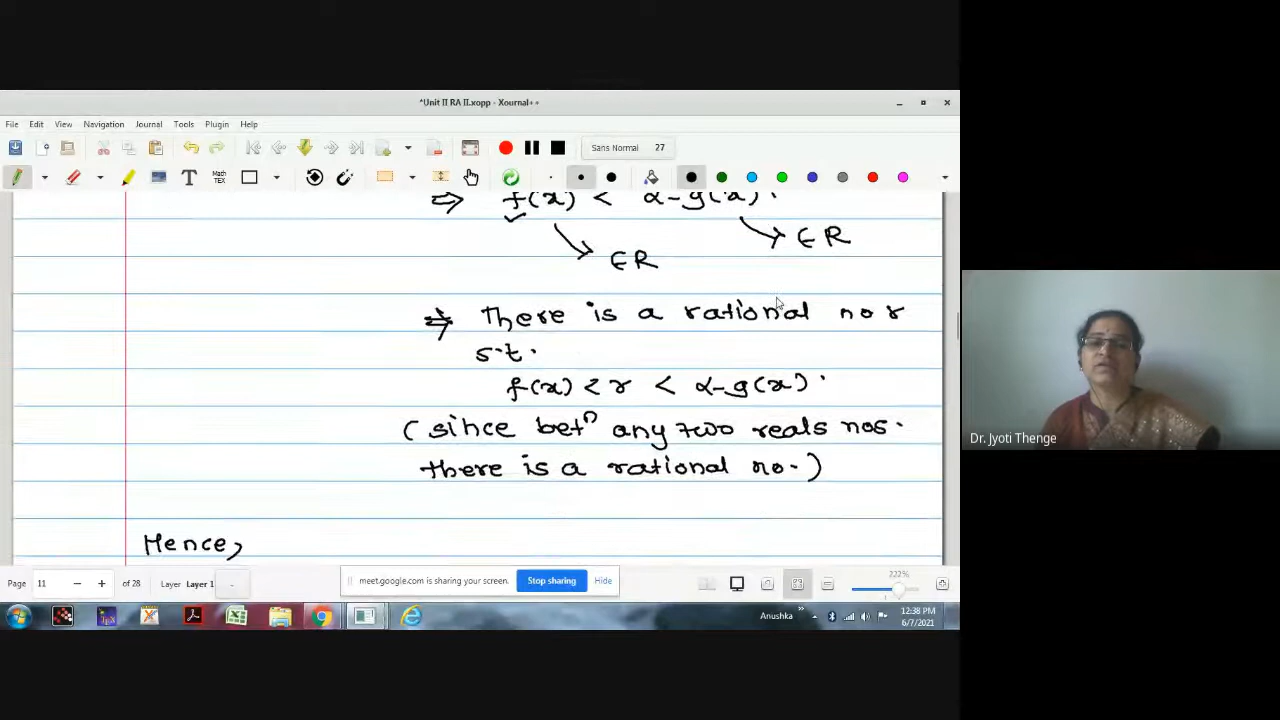 *Unit II RA II.xopp - Xournal++
File Edit View Navigation Journal Tools Plugin Help
Sans Normal 27
Math TEX
⇒ f(x) < α-g(x).
∈R
∈R
⇒ There is a rational no r
s.t.
f(x) < r < α-g(x).
(since betn any two reals nos.
there is a rational no.)
Hence,
Dr. Jyoti Thenge
Page 11 of 28 Layer Layer 1
meet.google.com is sharing your screen. Stop sharing Hide
222%
Anushka
12:38 PM
6/7/2021